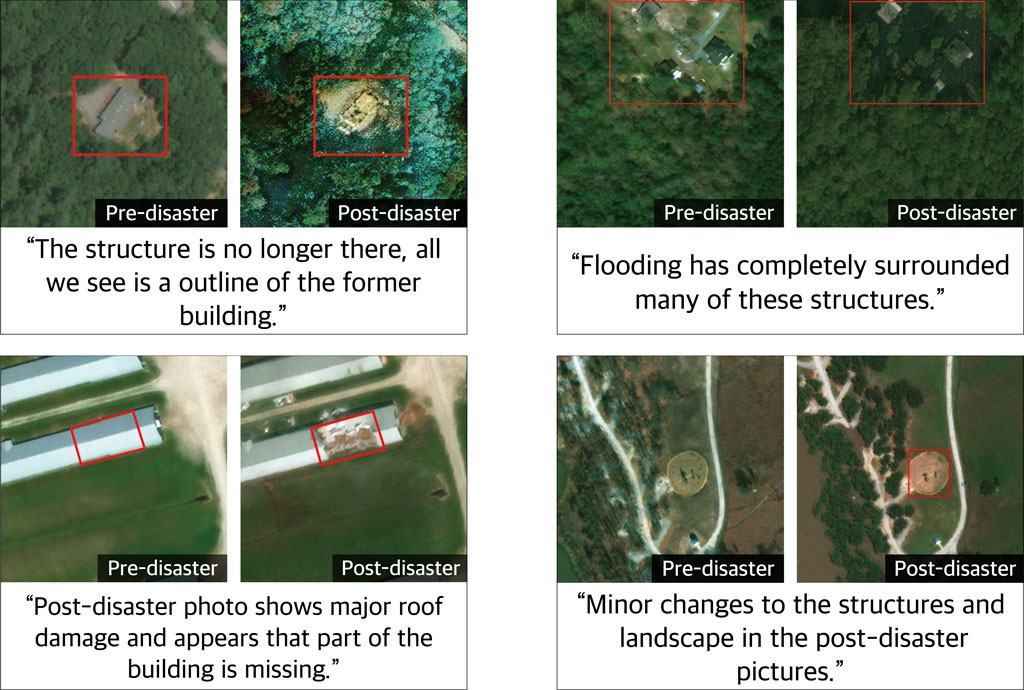 Pre-disaster
Post-disaster
“The structure is no longer there, all
we see is a outline of the former
building.”
Pre-disaster
Post-disaster
“Flooding has completely surrounded
many of these structures.”
Pre-disaster
Post-disaster
“Post-disaster photo shows major roof
damage and appears that part of the
building is missing.”
Pre-disaster
Post-disaster
“Minor changes to the structures and
landscape in the post-disaster
pictures.”